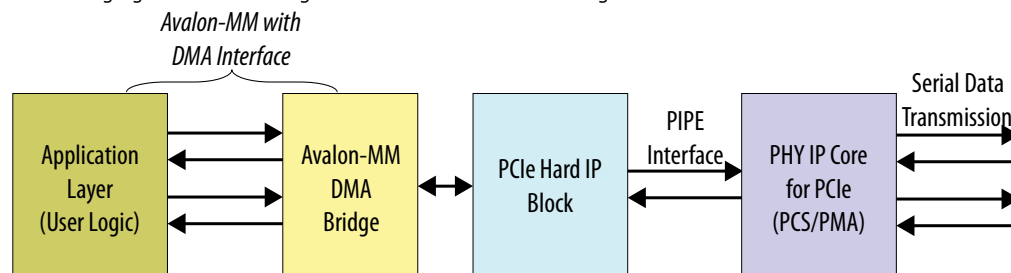 Avalon-MM with
DMA Interface
Serial Data
Transmission
Application
Layer
(User Logic)
Avalon-MM
DMA
Bridge
PCIe Hard IP
Block
PIPE
Interface
PHY IP Core
for PCIe
(PCS/PMA)